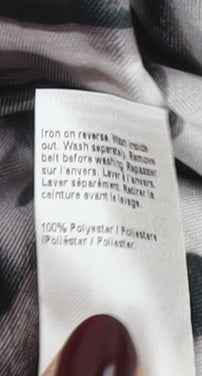 Iron on reverse. Wash inside
out. Wash separately. Remove
belt before washing. Repasser
sur l'envers. Laver à l'envers.
Laver séparément. Retirer la
ceinture avant le lavage.
100% Polyester / Poliestere
/Poliéster / Poliester.